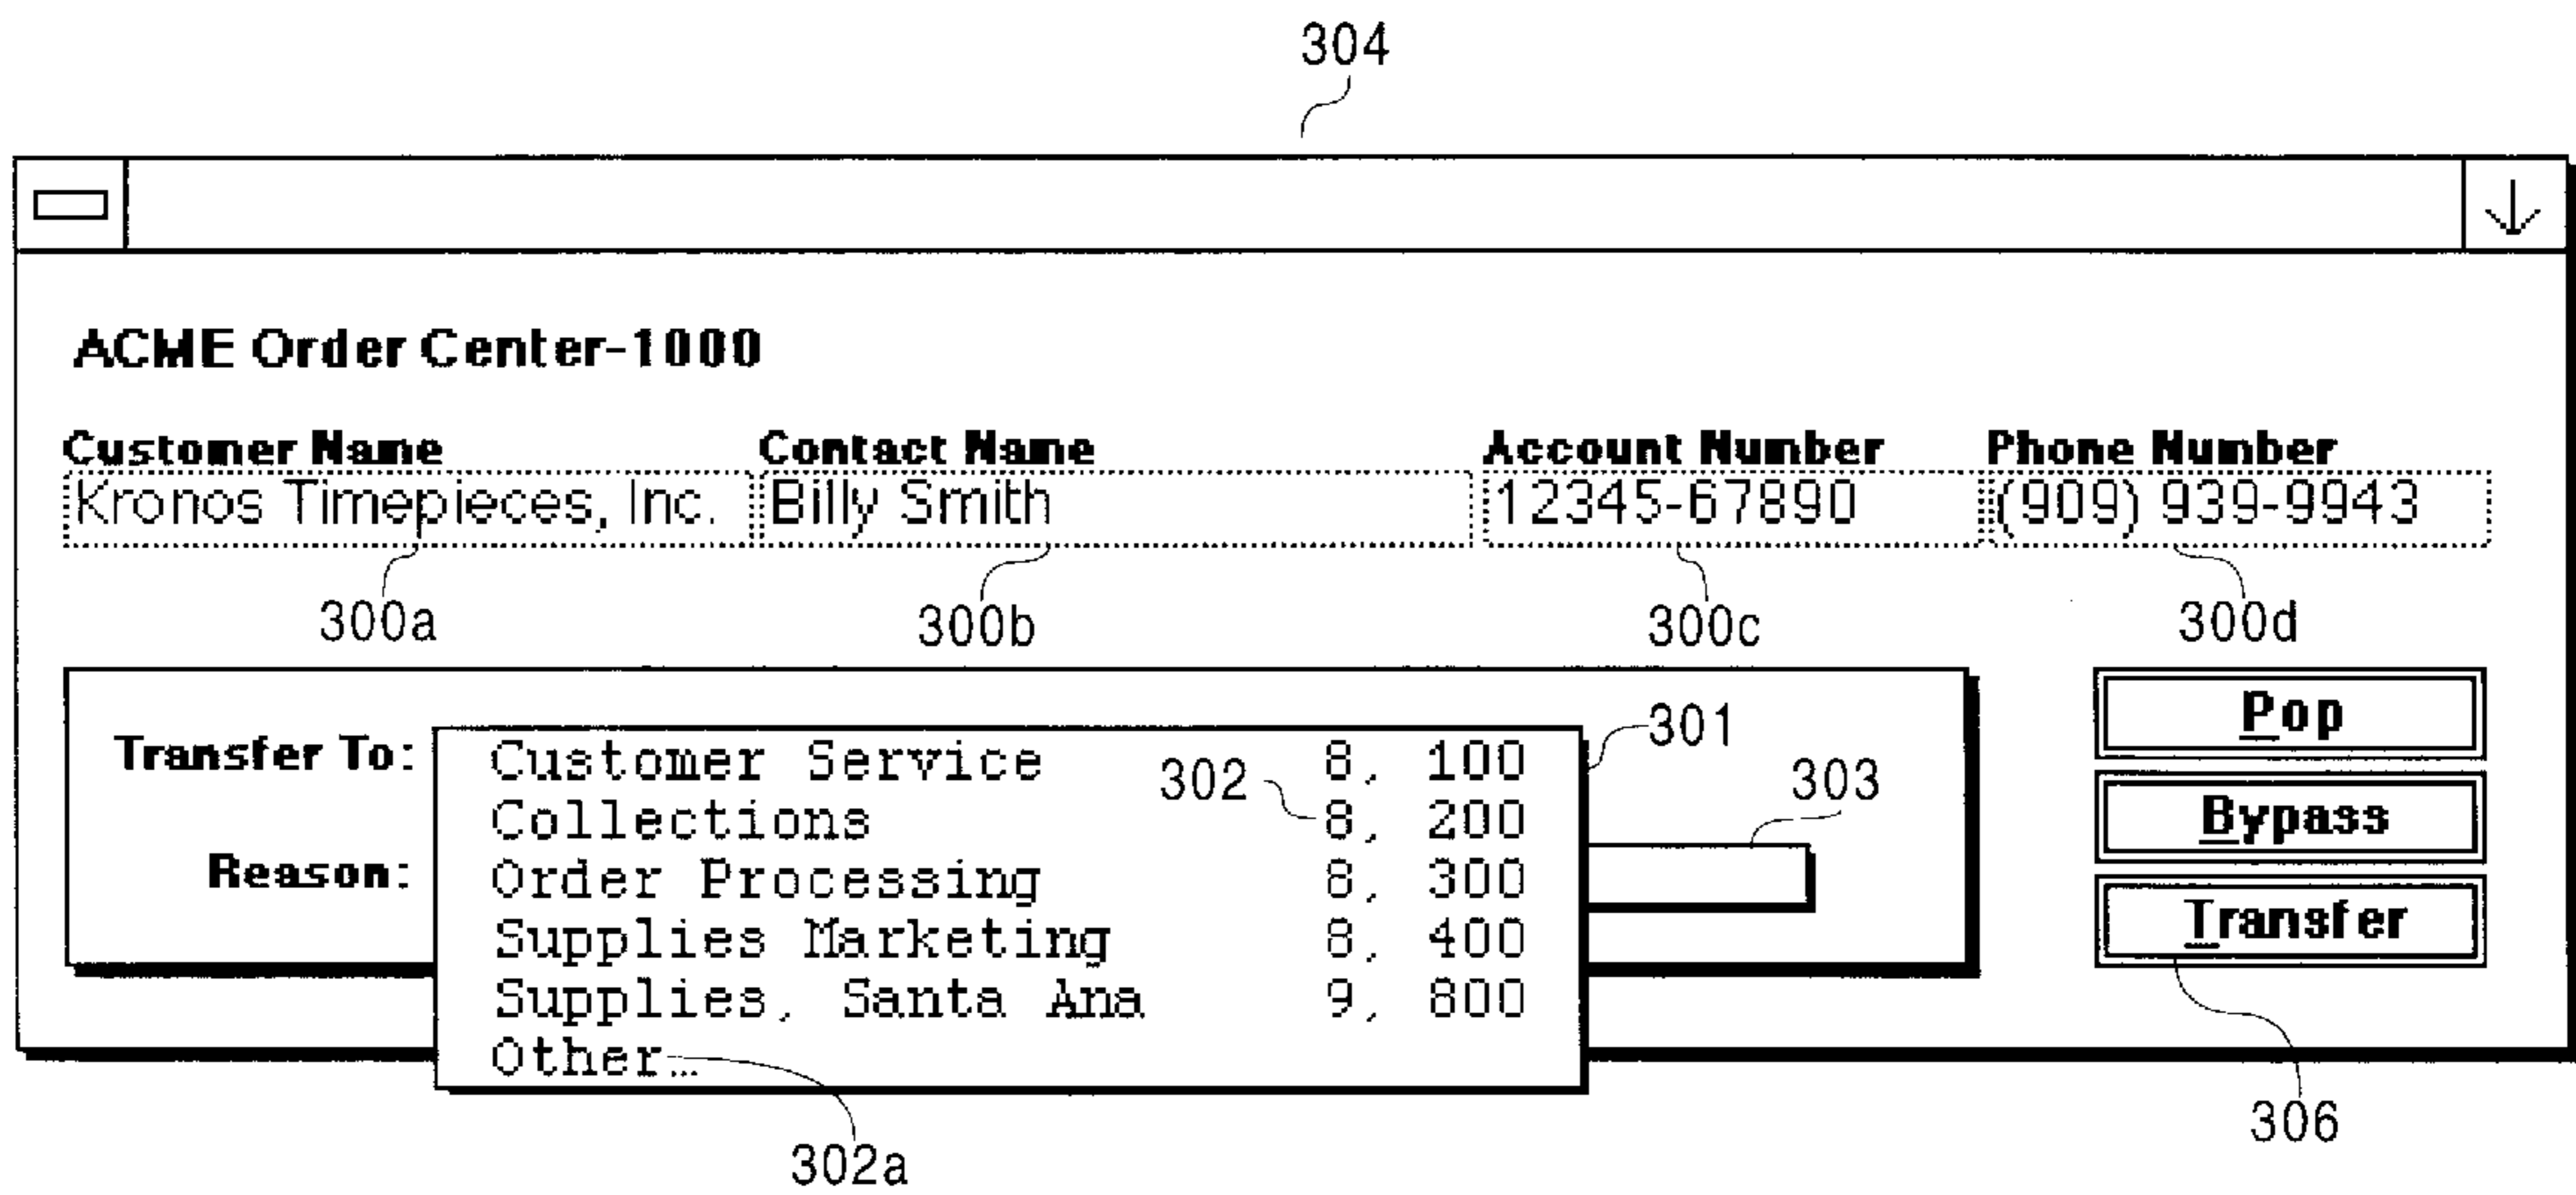 304
ACME Order Center-1000
Customer Name Contact Name Account Number Phone Number
Kronos Timepieces, Inc. Billy Smith 12345-67890 (909) 939-9943
300a 300b 300c 300d
Transfer To:
Reason:
Customer Service 8, 100
Collections 8, 200
Order Processing 8, 300
Supplies Marketing 8, 400
Supplies, Santa Ana 9, 800
Other...
301
302
303
Pop
Bypass
Transfer
306
302a